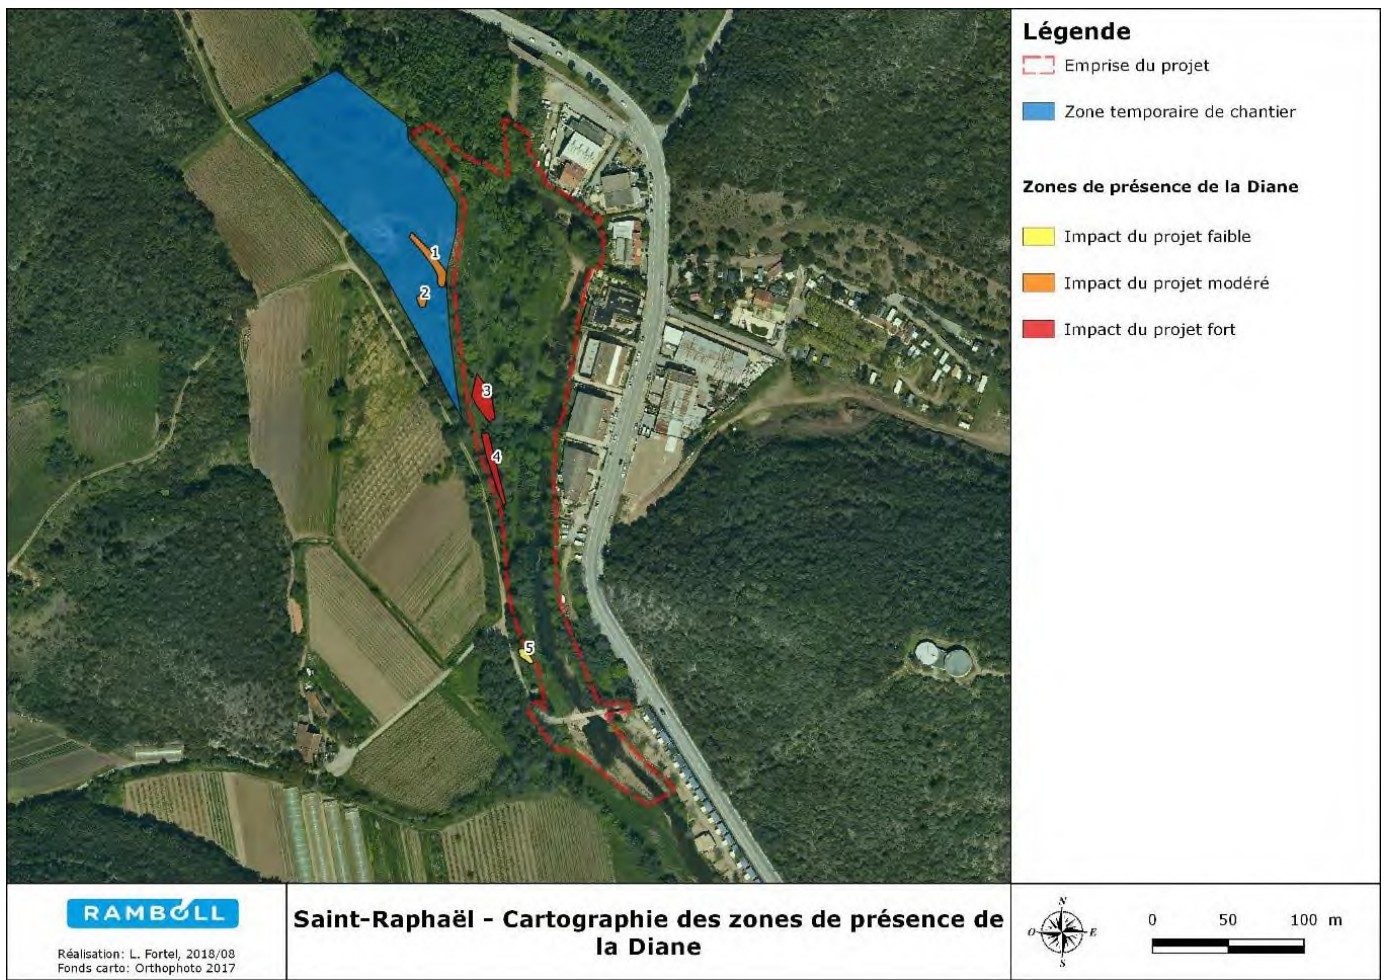 Légende
Emprise du projet
Zone temporaire de chantier
Zones de présence de la Diane
Impact du projet faible
Impact du projet modéré
Impact du projet fort
1
2
3
4
5
RAMBOLL
Réalisation: L. Fortel, 2018/08
Fonds carto: Orthophoto 2017
Saint-Raphaël - Cartographie des zones de présence de
la Diane
N
O E
S
0 50 100 m